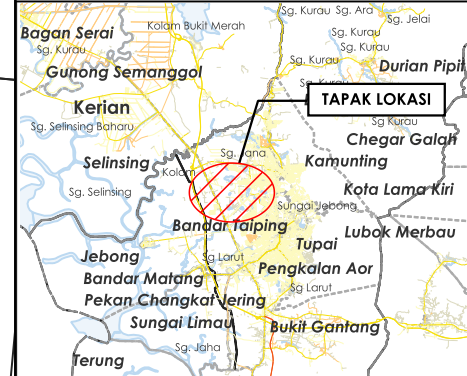 Sg. Kurau Sg. Ara
Sg. Jelai
Kolam Bukit Merah
Bagan Serai
Sg. Kurau
Sg. Kurau
Sg. Kurau
Sg. Kurau
Durian Pipit
Gunong Semanggol
Sg. Kurau
TAPAK LOKASI
Kerian
Sg. Selinsing Baharu
Sg Kurau
Chegar Galah
Selinsing
Sg. Jana
Kamunting
Kolam
Sg. Selinsing
Kota Lama Kiri
Sungai Jebong
Bandar Taiping
Lubok Merbau
Tupai
Jebong
Sg Larut
Pengkalan Aor
Bandar Matang
Sg Larut
Pekan Changkat Jering
Sungai Limau
Bukit Gantang
Sg. Jaha
Terung